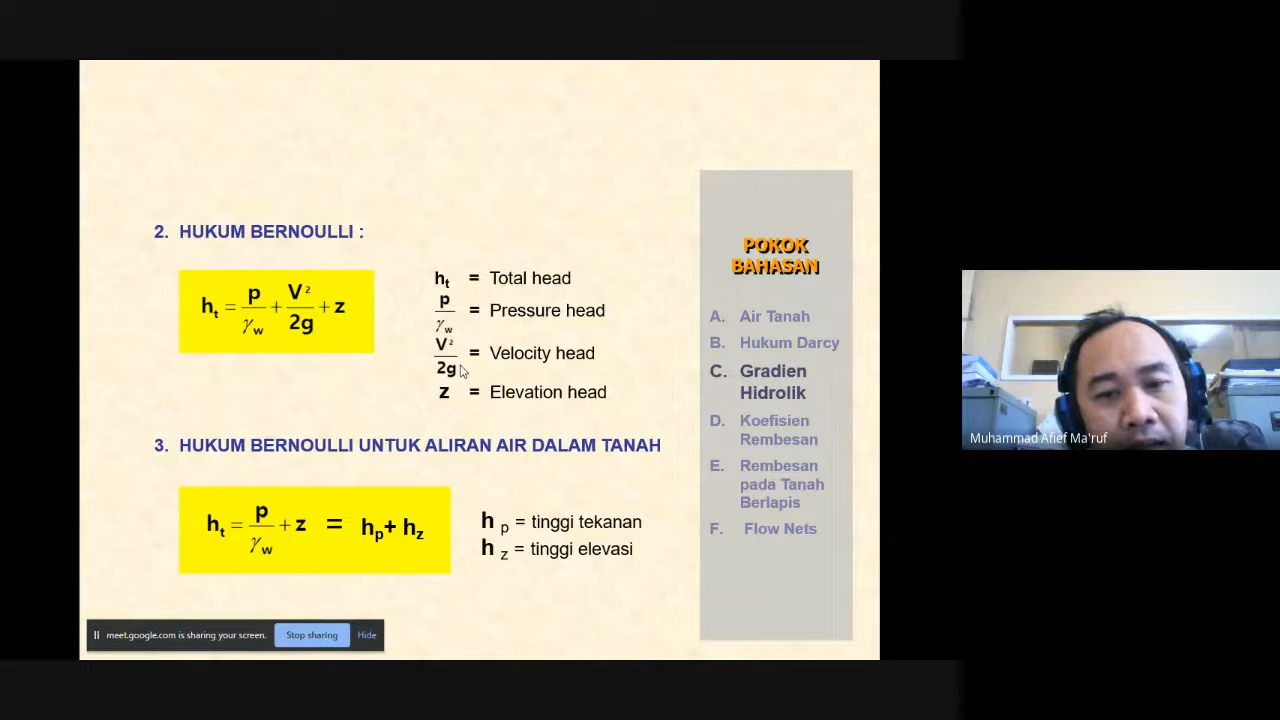 2. HUKUM BERNOULLI :
h_t = p/γ_w + V²/2g + z
h_t = Total head
p/γ_w = Pressure head
V²/2g = Velocity head
z = Elevation head
3. HUKUM BERNOULLI UNTUK ALIRAN AIR DALAM TANAH
h_t = p/γ_w + z = h_p + h_z
h_p = tinggi tekanan
h_z = tinggi elevasi
POKOK
BAHASAN
A. Air Tanah
B. Hukum Darcy
C. Gradien
Hidrolik
D. Koefisien
Rembesan
E. Rembesan
pada Tanah
Berlapis
F. Flow Nets
meet.google.com is sharing your screen. Stop sharing Hide
Muhammad Afief Ma'ruf